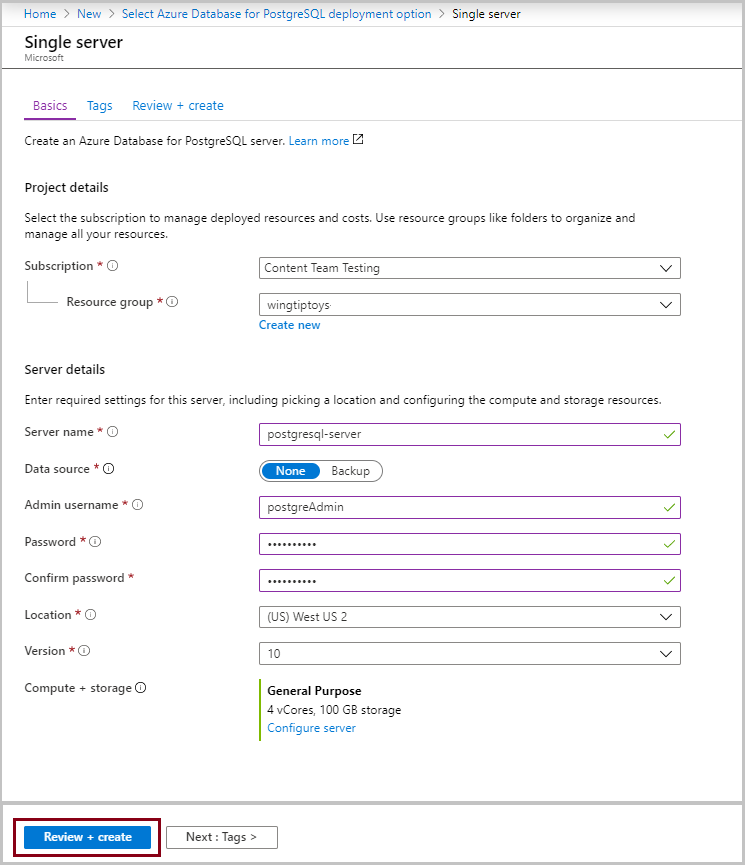 Home > New > Select Azure Database for PostgreSQL deployment option > Single server
Single server
Microsoft
Basics Tags Review + create
Create an Azure Database for PostgreSQL server. Learn more
Project details
Select the subscription to manage deployed resources and costs. Use resource groups like folders to organize and
manage all your resources.
Subscription * Content Team Testing
Resource group * wingtiptoys
Create new
Server details
Enter required settings for this server, including picking a location and configuring the compute and storage resources.
Server name * postgresql-server
Data source * None Backup
Admin username * postgreAdmin
Password * ••••••••••
Confirm password * ••••••••••
Location * (US) West US 2
Version * 10
Compute + storage General Purpose
4 vCores, 100 GB storage
Configure server
Review + create Next : Tags >